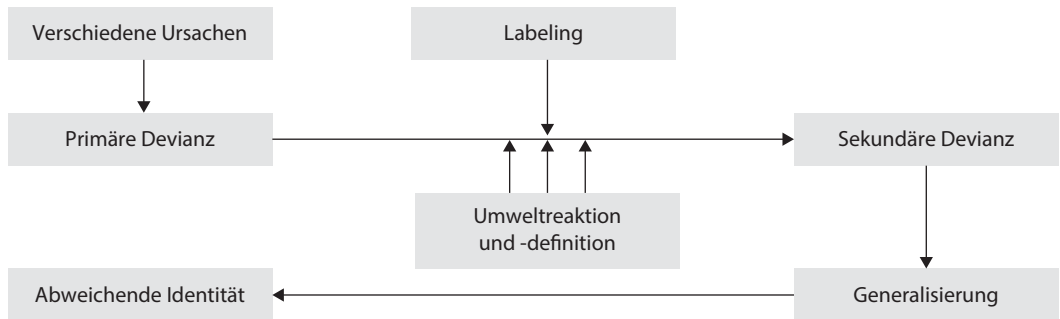 Verschiedene Ursachen
Labeling
Primäre Devianz
Sekundäre Devianz
Umweltreaktion
und -definition
Abweichende Identität
Generalisierung